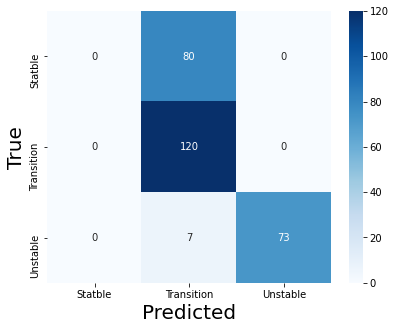 True
Statble
0
80
0
Transition
0
120
0
Unstable
0
7
73
Statble
Transition
Unstable
Predicted
120
100
80
60
40
20
0